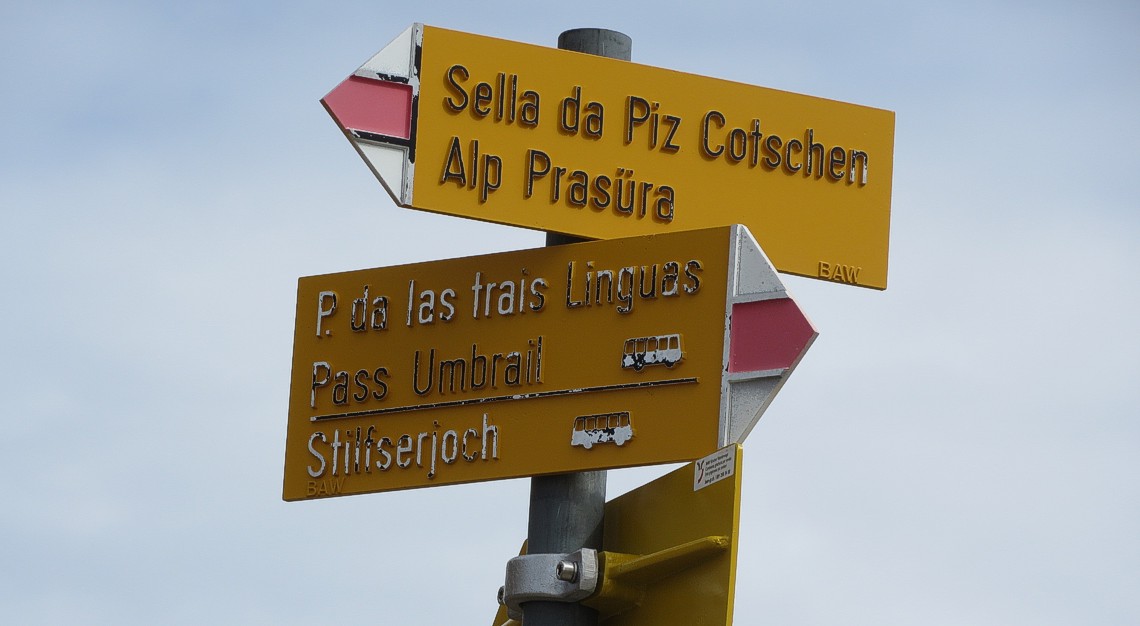 Sella da Piz Cotschen
Alp Prasüra
BAW
P. da las trais Linguas
Pass Umbrail
Stilfserjoch
BAW